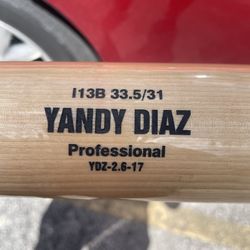 I13B 33.5/31
YANDY DIAZ
Professional
YDZ-2.6-17